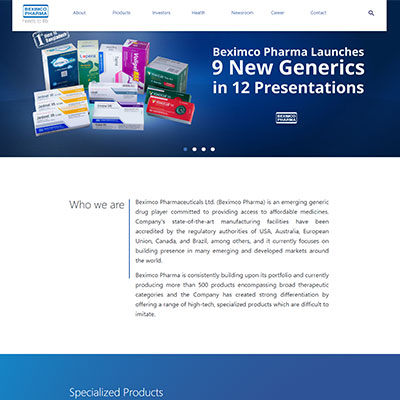 BEXIMCO
PHARMA
here's to life
About
Products
Investors
Health
Newsroom
Career
Contact
Beximco Pharma Launches
9 New Generics
in 12 Presentations
BEXIMCO
PHARMA
Who we are
Beximco Pharmaceuticals Ltd. (Beximco Pharma) is an emerging generic
drug player committed to providing access to affordable medicines.
Company's state-of-the-art manufacturing facilities have been
accredited by the regulatory authorities of USA, Australia, European
Union, Canada, and Brazil, among others, and it currently focuses on
building presence in many emerging and developed markets around
the world.
Beximco Pharma is consistently building upon its portfolio and currently
producing more than 500 products encompassing broad therapeutic
categories and the Company has created strong differentiation by
offering a range of high-tech, specialized products which are difficult to
imitate.
Specialized Products